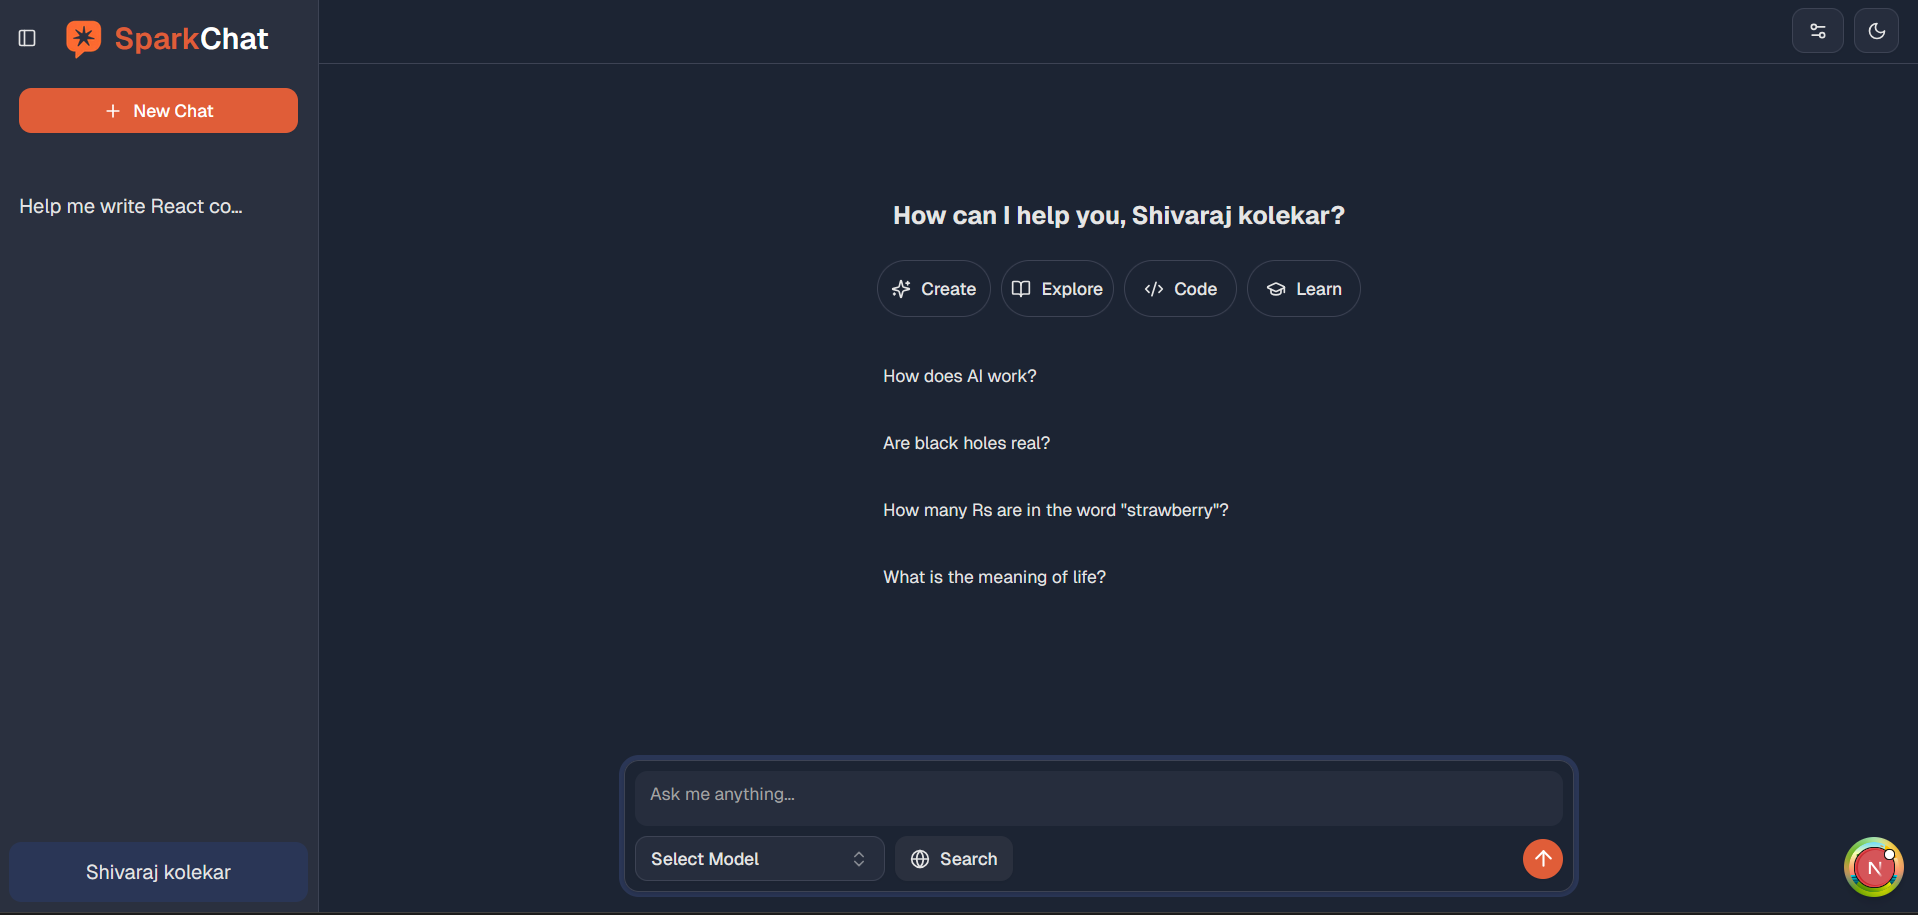 SparkChat
New Chat
Help me write React co...
How can I help you, Shivaraj kolekar?
Create
Explore
Code
Learn
How does AI work?
Are black holes real?
How many Rs are in the word "strawberry"?
What is the meaning of life?
Ask me anything...
Select Model
Search
Shivaraj kolekar
N